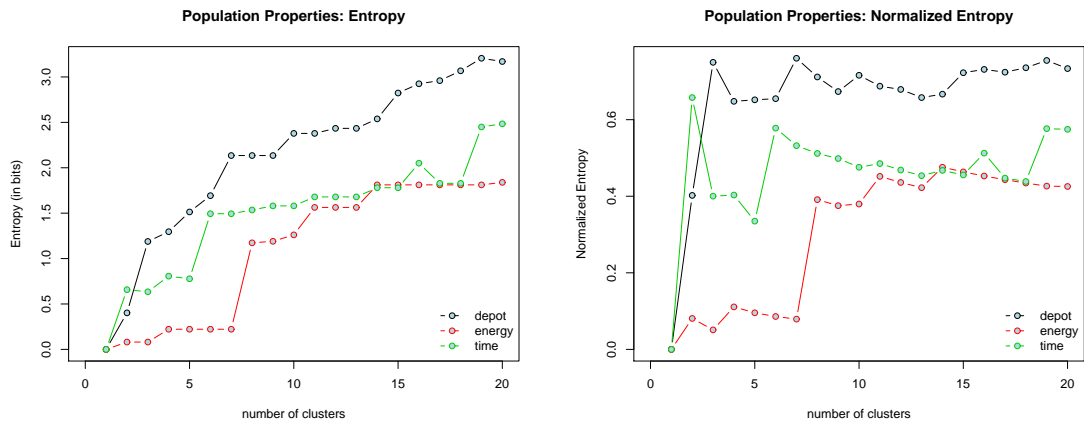 Population Properties: Entropy
Entropy (in bits)
3.0
2.5
2.0
1.5
1.0
0.5
0.0
0 5 10 15 20
number of clusters
depot
energy
time
Population Properties: Normalized Entropy
Normalized Entropy
0.6
0.4
0.2
0.0
0 5 10 15 20
number of clusters
depot
energy
time